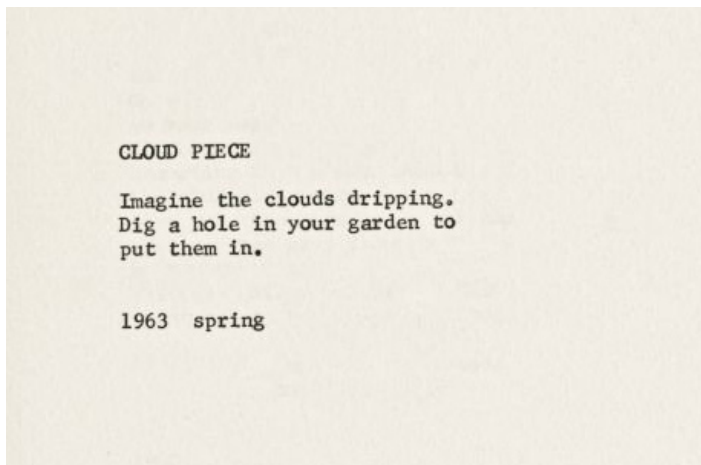 CLOUD PIECE
Imagine the clouds dripping.
Dig a hole in your garden to
put them in.
1963 spring